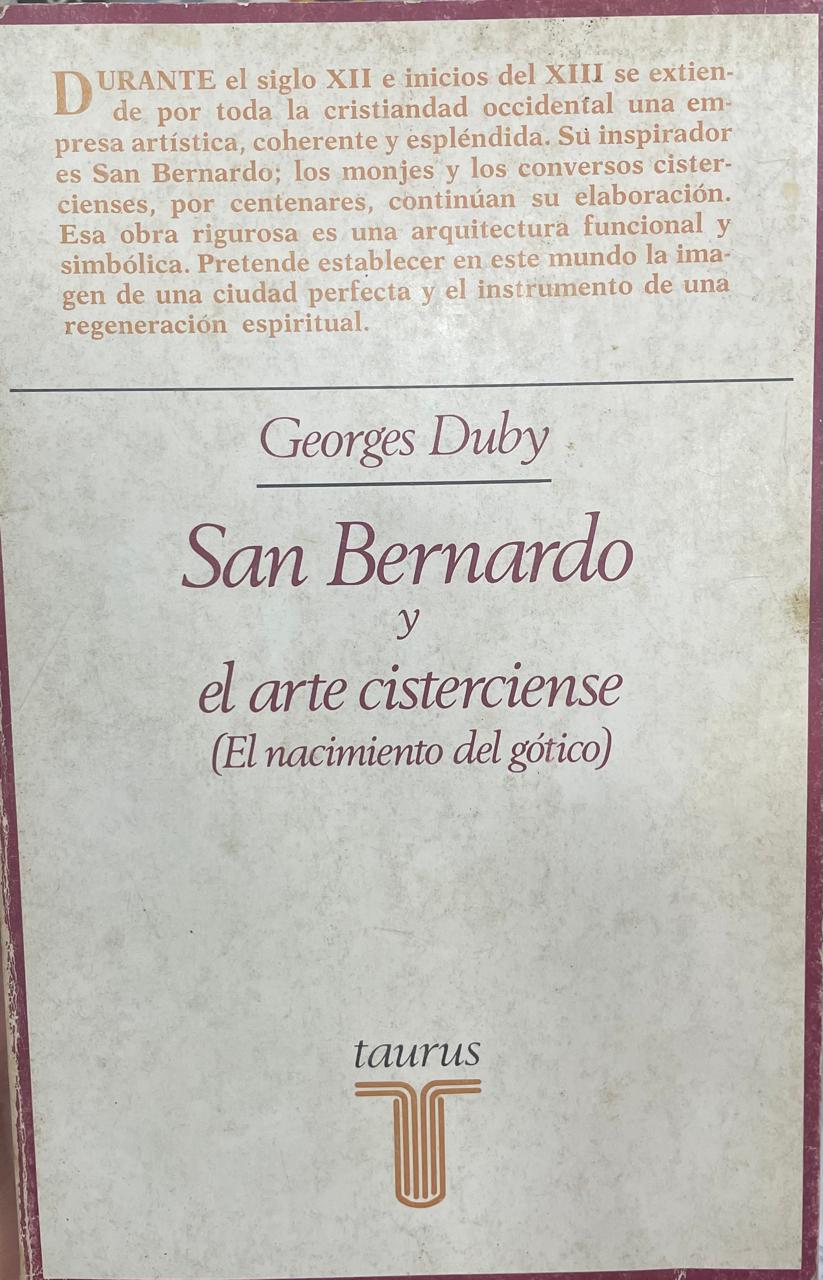 DURANTE el siglo XII e inicios del XIII se extien-
de por toda la cristiandad occidental una em-
presa artística, coherente y espléndida. Su inspirador
es San Bernardo; los monjes y los conversos cister-
cienses, por centenares, continúan su elaboración.
Esa obra rigurosa es una arquitectura funcional y
simbólica. Pretende establecer en este mundo la ima-
gen de una ciudad perfecta y el instrumento de una
regeneración espiritual.
Georges Duby
San Bernardo
y
el arte cisterciense
(El nacimiento del gótico)
taurus